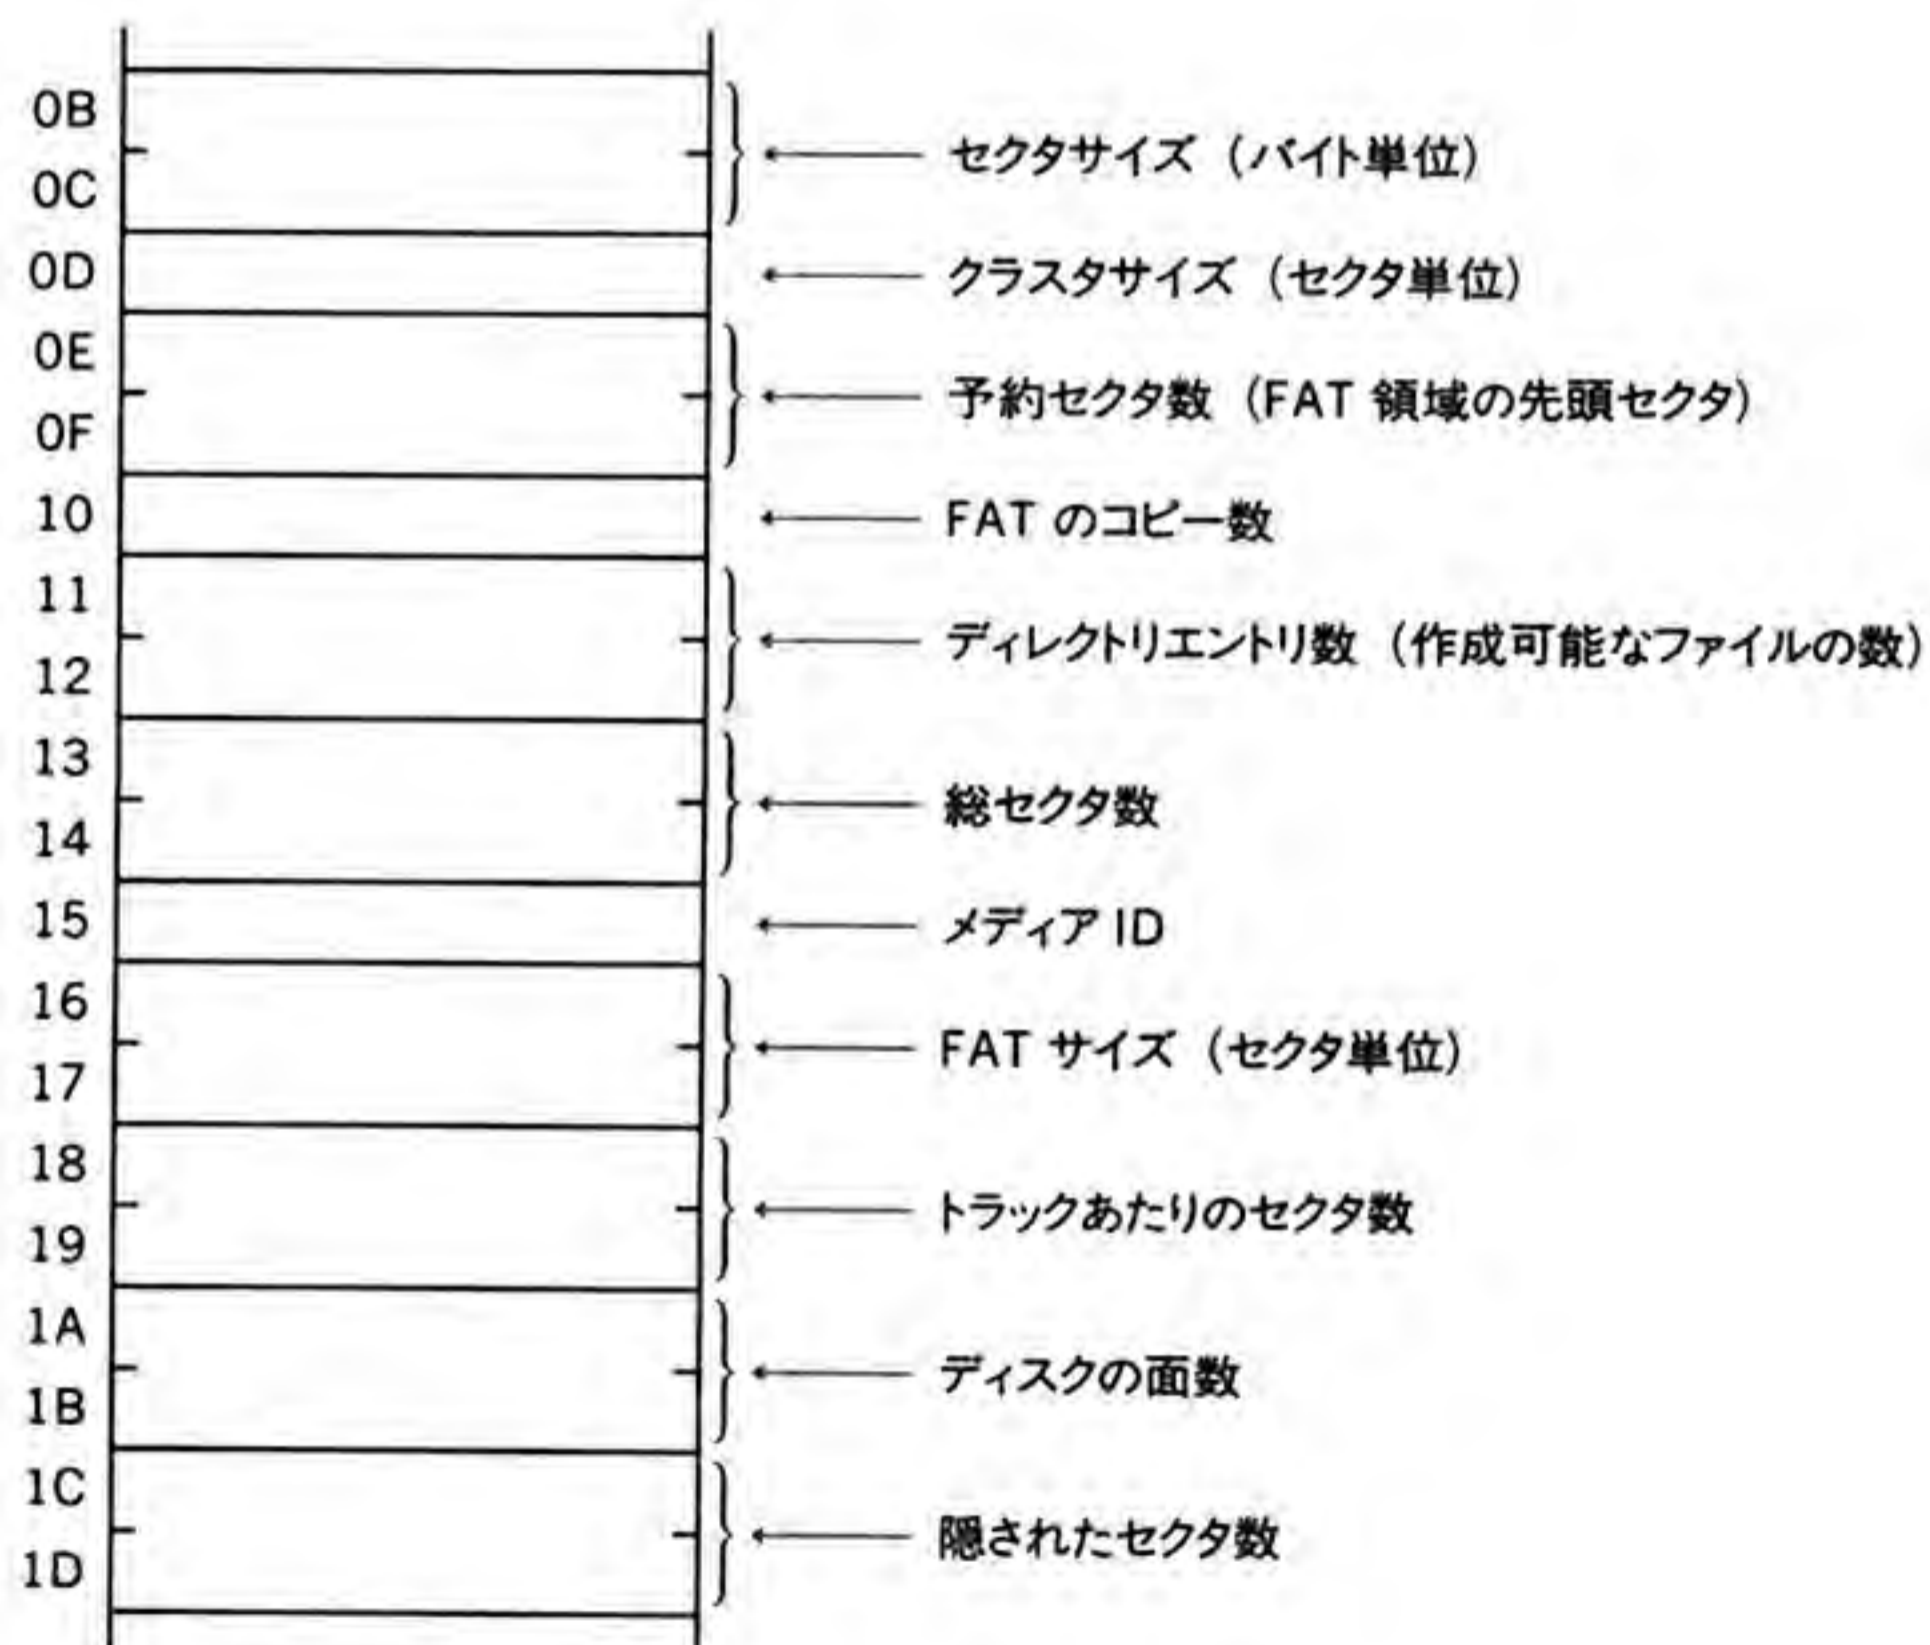 0B
セクタサイズ (バイト単位)
0C
0D
クラスタサイズ (セクタ単位)
0E
予約セクタ数 (FAT 領域の先頭セクタ)
0F
10
FAT のコピー数
11
ディレクトリエントリ数 (作成可能なファイルの数)
12
13
総セクタ数
14
15
メディア ID
16
FAT サイズ (セクタ単位)
17
18
トラックあたりのセクタ数
19
1A
ディスクの面数
1B
1C
隠されたセクタ数
1D